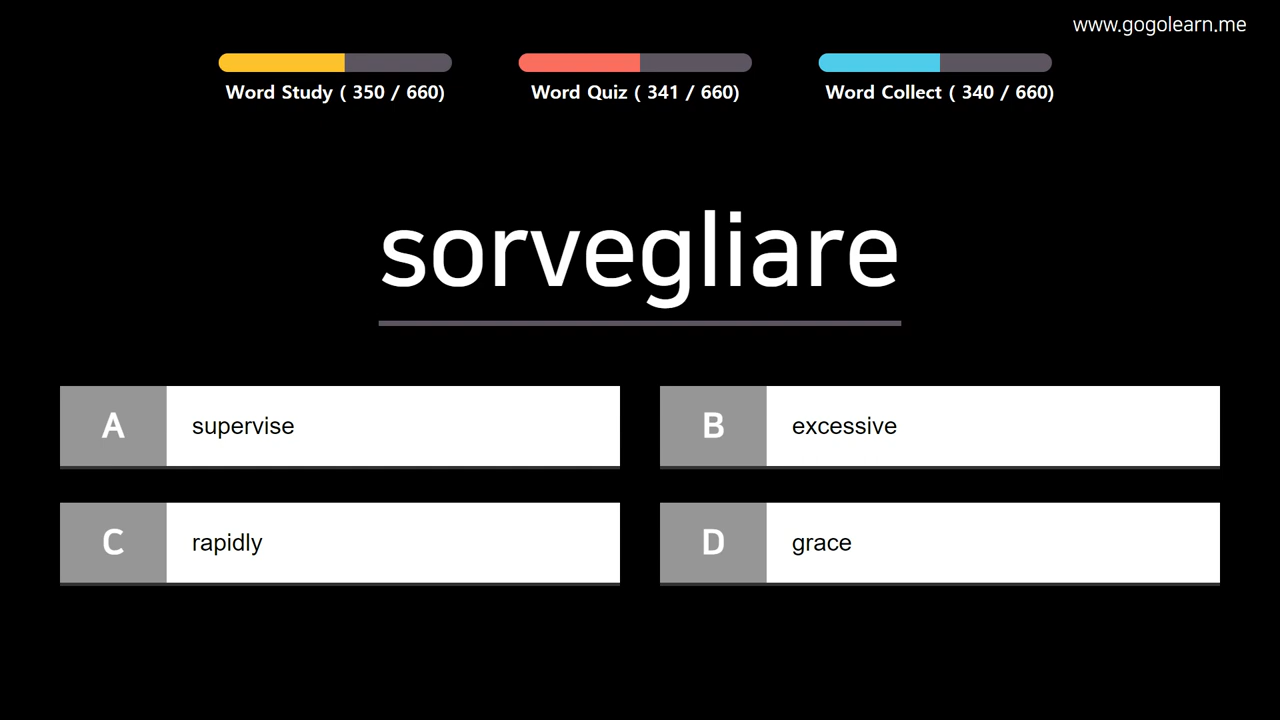 www.gogolearn.me
Word Study ( 350 / 660)
Word Quiz ( 341 / 660)
Word Collect ( 340 / 660)
sorvegliare
A supervise
B excessive
C rapidly
D grace